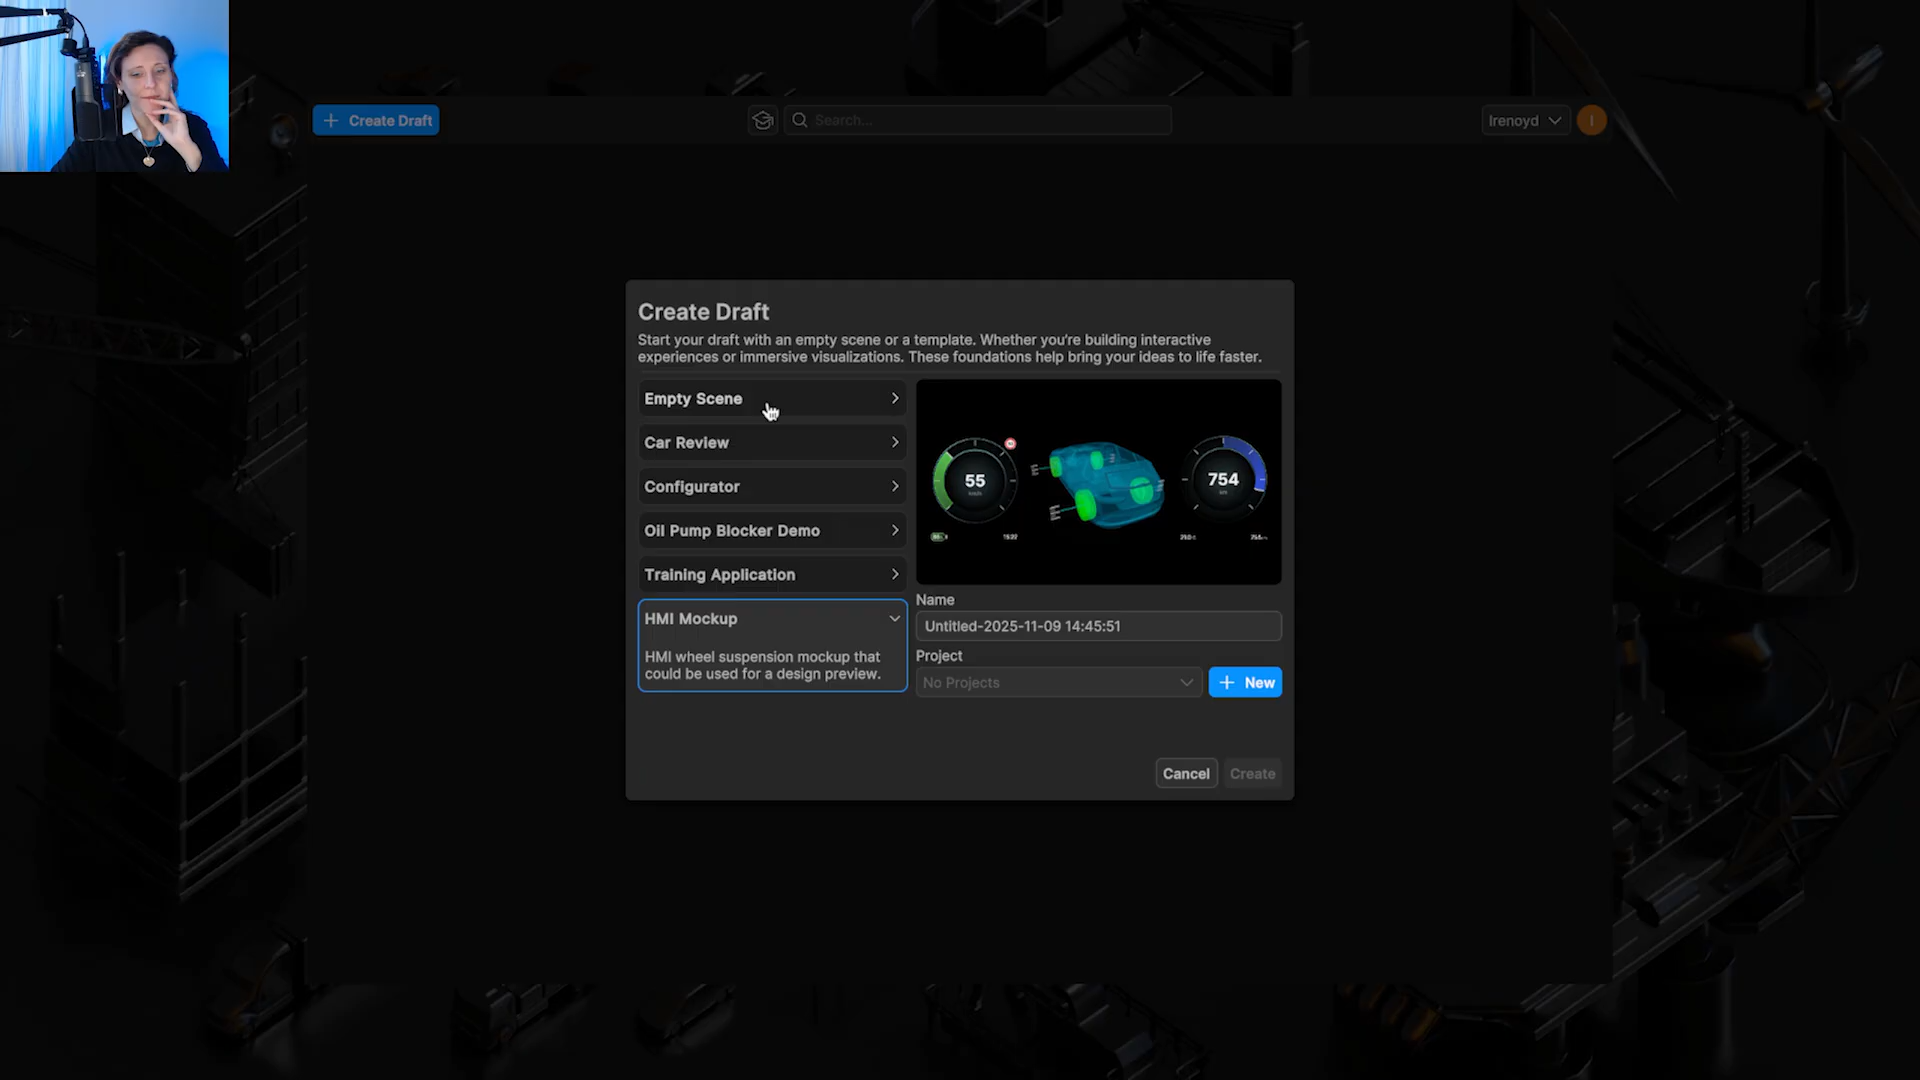 Create Draft
Search...
Irenoyd
I
Create Draft
Start your draft with an empty scene or a template. Whether you're building interactive
experiences or immersive visualizations. These foundations help bring your ideas to life faster.
Empty Scene
Car Review
Configurator
Oil Pump Blocker Demo
Training Application
HMI Mockup
HMI wheel suspension mockup that
could be used for a design preview.
55
754
Name
Untitled-2025-11-09 14:45:51
Project
No Projects
New
Cancel
Create